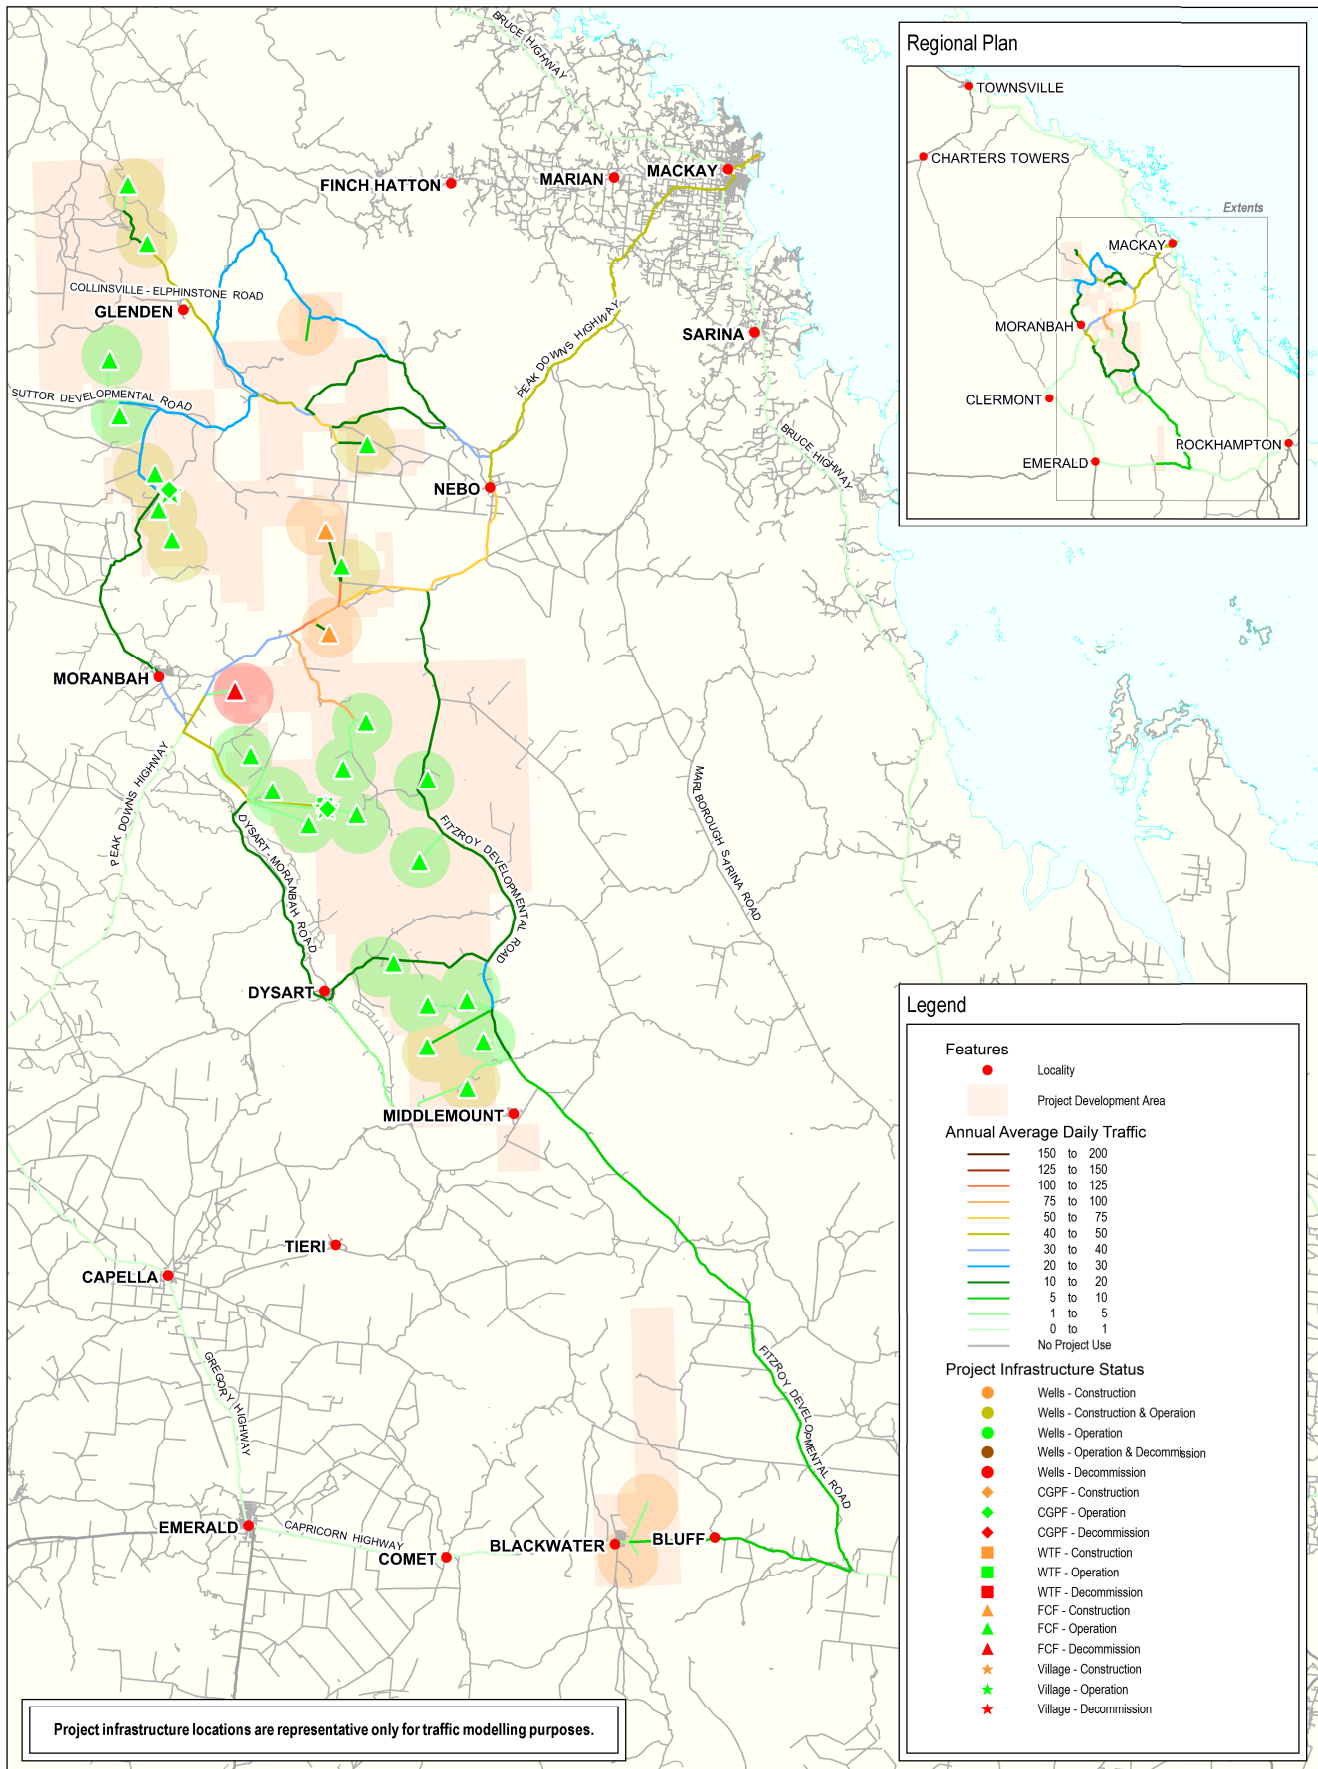 BRUCE HIGHWAY
FINCH HATTON
MARIAN
MACKAY
COLLINSVILLE - ELPHINSTONE ROAD
GLENDEN
PEAK DOWNS HIGHWAY
SARINA
SUTTOR DEVELOPMENTAL ROAD
BRUCE HIGHWAY
NEBO
MORANBAH
PEAK DOWNS HIGHWAY
DYSART - MORANBAH ROAD
FITZROY DEVELOPMENTAL ROAD
MARLBOROUGH SARINA ROAD
DYSART
MIDDLEMOUNT
TIERI
CAPELLA
GREGORY HIGHWAY
FITZROY DEVELOPMENTAL ROAD
EMERALD
CAPRICORN HIGHWAY
COMET
BLACKWATER
BLUFF
Project infrastructure locations are representative only for traffic modelling purposes.
Regional Plan
TOWNSVILLE
CHARTERS TOWERS
Extents
MACKAY
MORANBAH
CLERMONT
ROCKHAMPTON
EMERALD
Legend
Features
Locality
Project Development Area
Annual Average Daily Traffic
150 to 200
125 to 150
100 to 125
75 to 100
50 to 75
40 to 50
30 to 40
20 to 30
10 to 20
5 to 10
1 to 5
0 to 1
No Project Use
Project Infrastructure Status
Wells - Construction
Wells - Construction & Operation
Wells - Operation
Wells - Operation & Decommission
Wells - Decommission
CGPF - Construction
CGPF - Operation
CGPF - Decommission
WTF - Construction
WTF - Operation
WTF - Decommission
FCF - Construction
FCF - Operation
FCF - Decommission
Village - Construction
Village - Operation
Village - Decommission